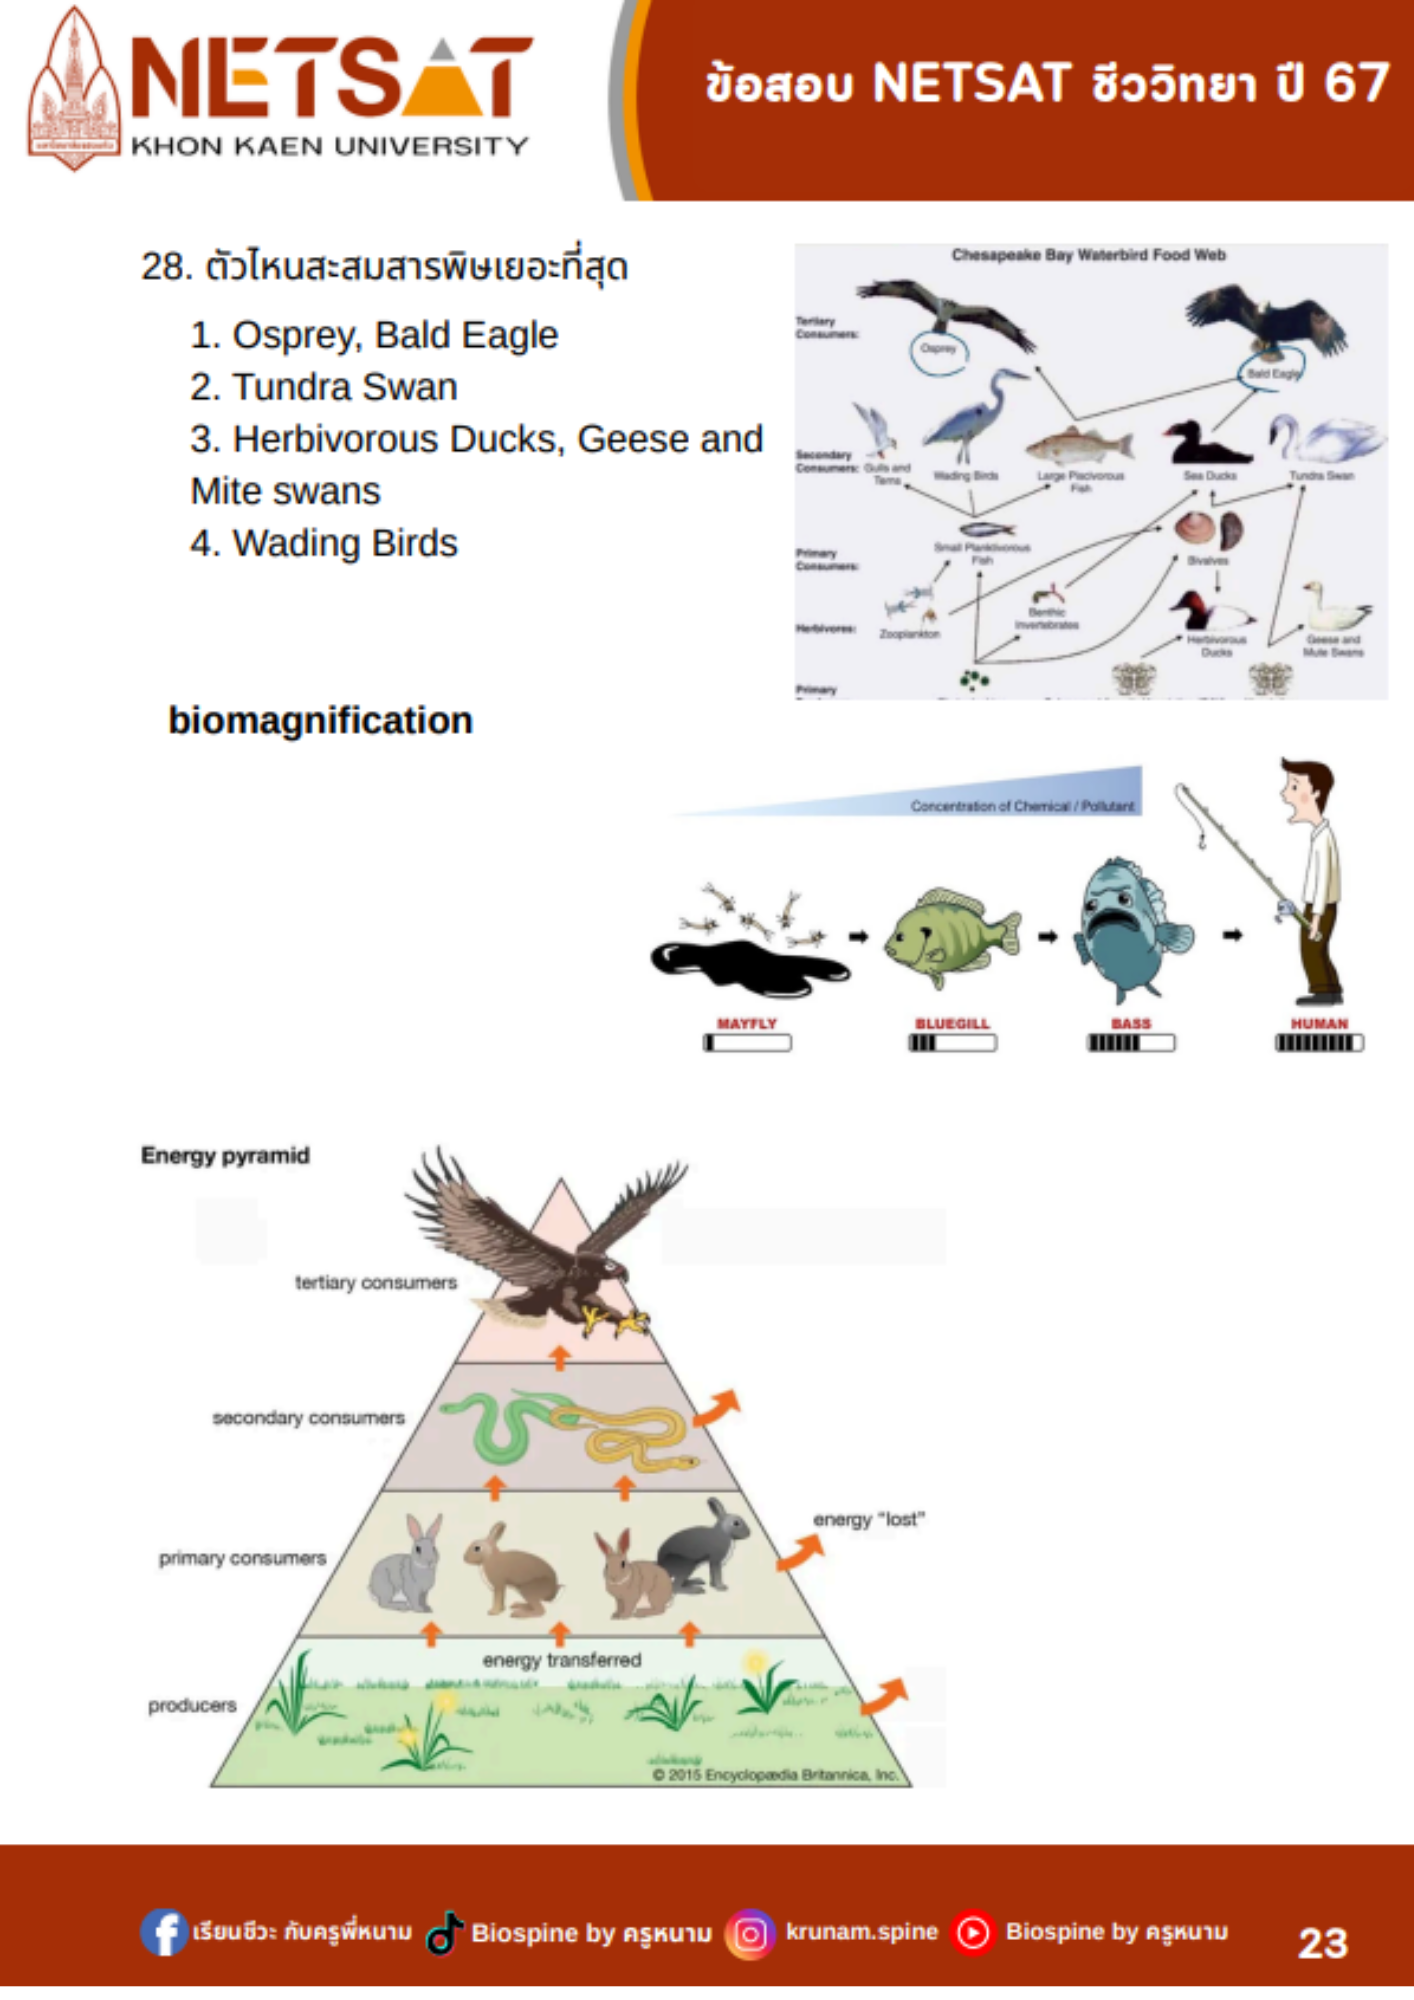 NETSAT
KHON KAEN UNIVERSITY
ข้อสอบ NETSAT ชีววิทยา ปี 67
28. ตัวไหนสะสมสารพิษเยอะที่สุด
1. Osprey, Bald Eagle
2. Tundra Swan
3. Herbivorous Ducks, Geese and
Mite swans
4. Wading Birds
Chesapeake Bay Waterbird Food Web
Tertiary
Consumers:
Osprey
Bald Eagle
Secondary
Consumers:
Gulls and
Terns
Wading Birds
Large Piscivorous
Fish
Sea Ducks
Tundra Swan
Primary
Consumers:
Small Planktivorous
Fish
Bivalves
Herbivores:
Zooplankton
Benthic
Invertebrates
Herbivorous
Ducks
Geese and
Mute Swans
Primary
biomagnification
Concentration of Chemical / Pollutant
MAYFLY
BLUEGILL
BASS
HUMAN
Energy pyramid
tertiary consumers
secondary consumers
energy "lost"
primary consumers
energy transferred
producers
© 2015 Encyclopædia Britannica, Inc.
เรียนชีวะ กับครูพี่หนาม
Biospine by ครูหนาม
krunam.spine
Biospine by ครูหนาม
23